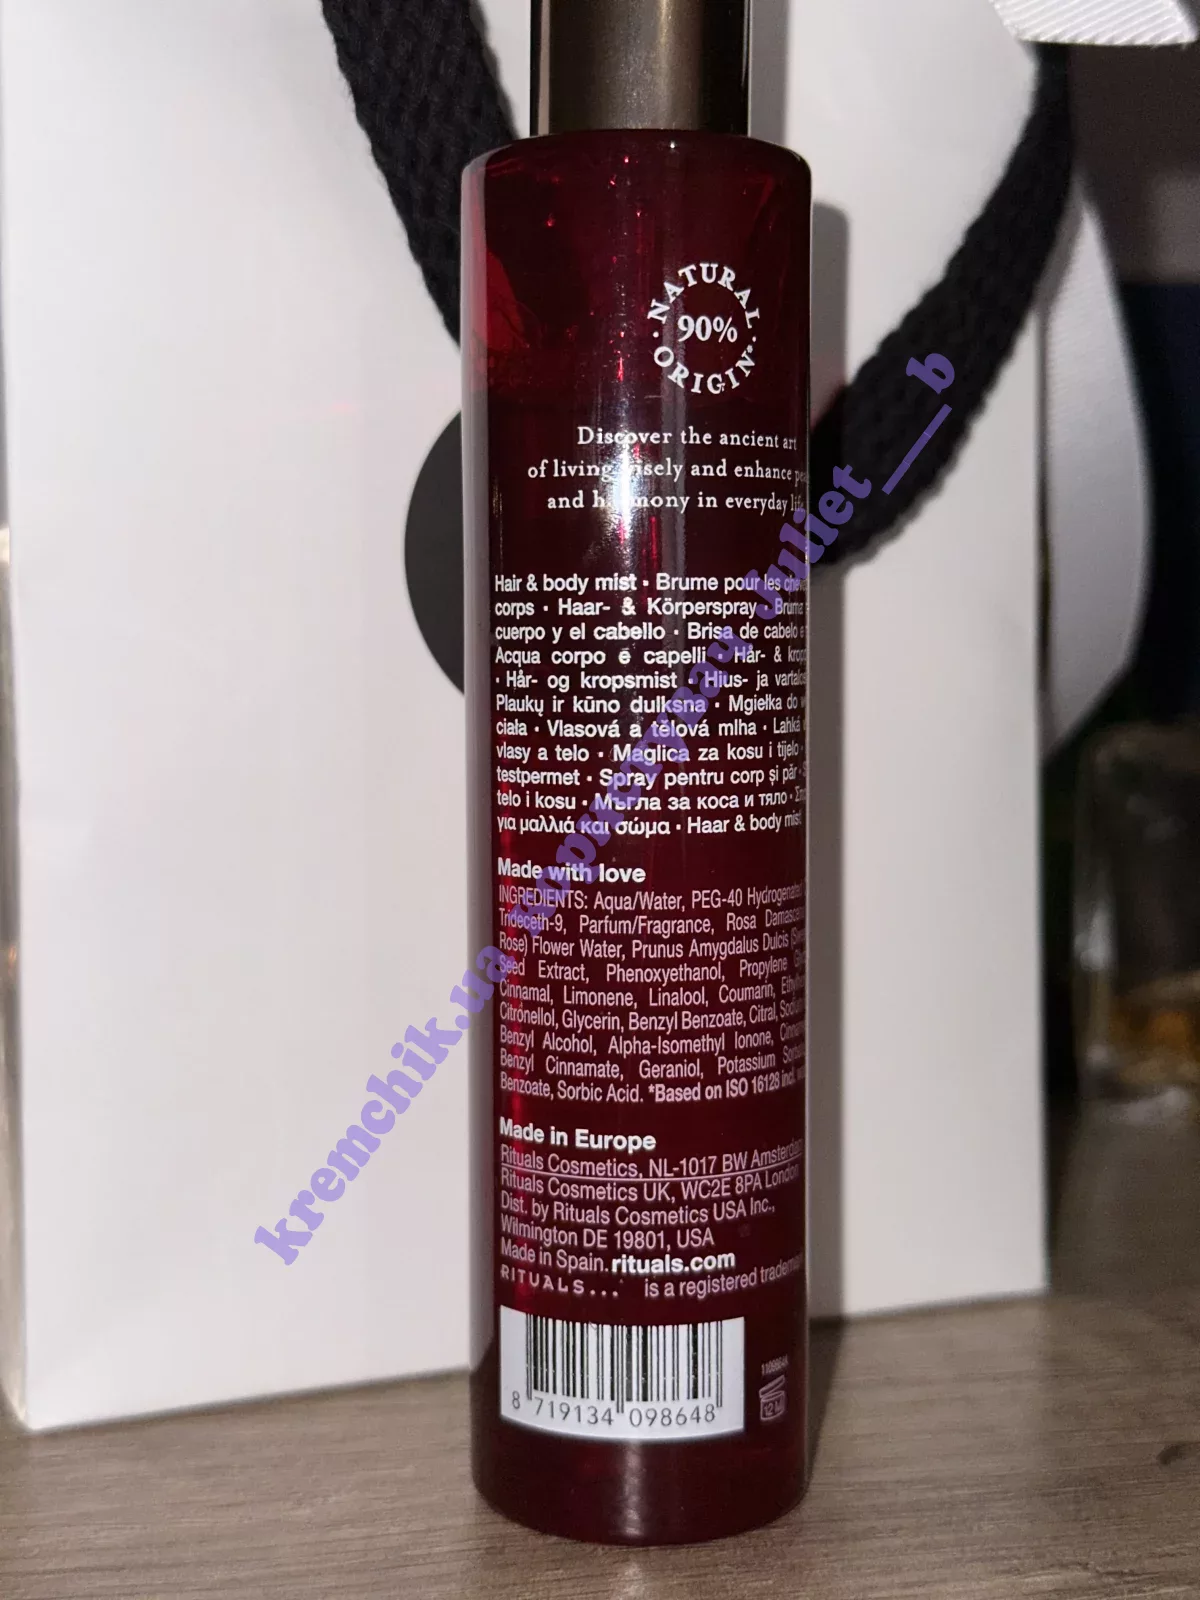 NATURAL
90%
ORIGIN*
Discover the ancient art
of living wisely and enhance
and harmony in everyday
Hair & body mist · Brume pour les
corps · Haar- & Körperspray ·
cuerpo y el cabello · Brisa de cabelo e
Acqua corpo e capelli · Hår- &
· Hår- og kropsmist · Hius- ja
Plaukų ir kūno dulksna · Mgiełka do
ciała · Vlasová a tělová mlha · Lahká
vlasy a telo · Maglica za kosu i tijelo ·
testpermet · Spray pentru corp și păr ·
telo i kosu · Мъгла за коса и тяло ·
για μαλλιά και σώμα · Haar & body mist
Made with love
INGREDIENTS: Aqua/Water, PEG-40 Hydrogenated
Trideceth-9, Parfum/Fragrance, Rosa
Rose) Flower Water, Prunus Amygdalus Dulcis
Seed Extract, Phenoxyethanol, Propylene
Cinnamal, Limonene, Linalool, Coumarin,
Citronellol, Glycerin, Benzyl Benzoate, Citral,
Benzyl Alcohol, Alpha-Isomethyl Ionone,
Benzyl Cinnamate, Geraniol, Potassium
Benzoate, Sorbic Acid. *Based on ISO 16128 incl.
Made in Europe
Rituals Cosmetics, NL-1017 BW Amsterdam
Rituals Cosmetics UK, WC2E 8PA London
Dist. by Rituals Cosmetics USA Inc.,
Wilmington DE 19801, USA
Made in Spain. rituals.com
RITUALS... is a registered
8 719134 098648
12M
kremchik.ua користувач Juliet___b